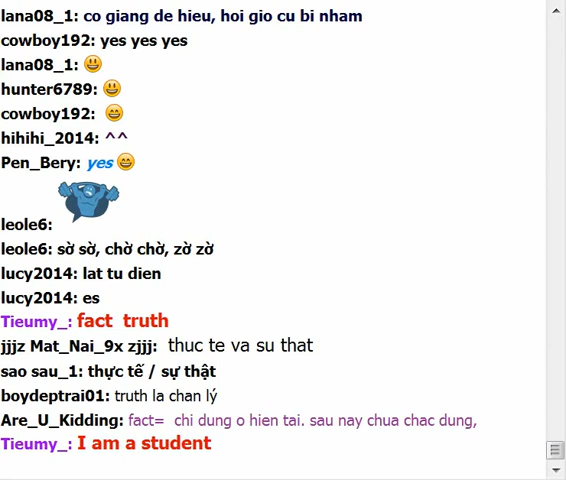 lana08_1: co giang de hieu, hoi gio cu bi nham
cowboy192: yes yes yes
lana08_1: 😃
hunter6789: 😃
cowboy192: 😄
hihihi_2014: ^^
Pen_Bery: yes 😄
leole6:
leole6: sờ sờ, chờ chờ, zờ zờ
lucy2014: lat tu dien
lucy2014: es
Tieumy_: fact truth
jjjz Mat_Nai_9x zjjj: thuc te va su that
sao sau_1: thực tế / sự thật
boydeptrai01: truth la chan lý
Are_U_Kidding: fact= chi dung o hien tai. sau nay chua chac dung,
Tieumy_: I am a student